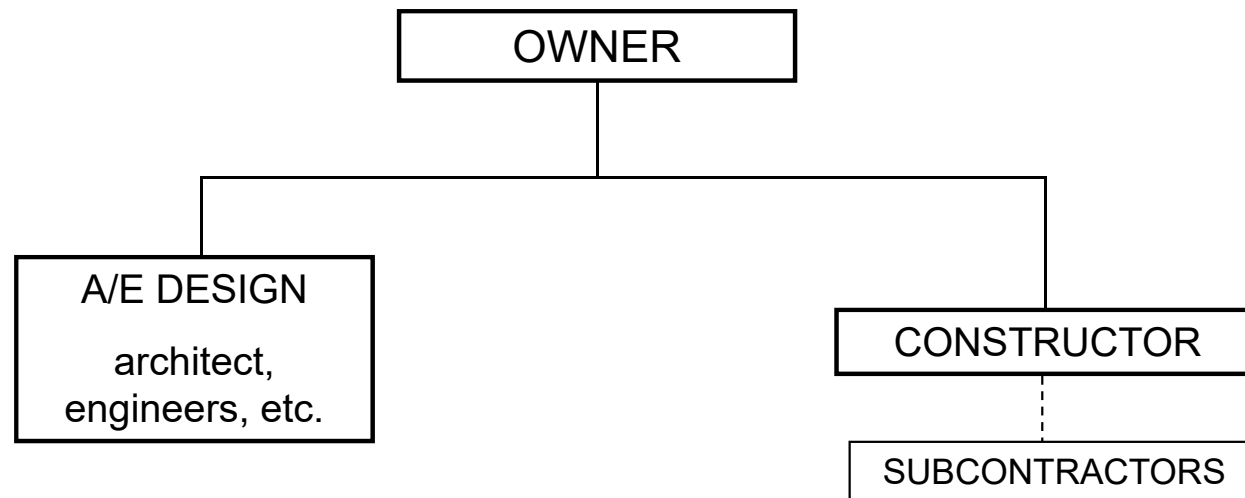 OWNER
A/E DESIGN
architect,
engineers, etc.
CONSTRUCTOR
SUBCONTRACTORS